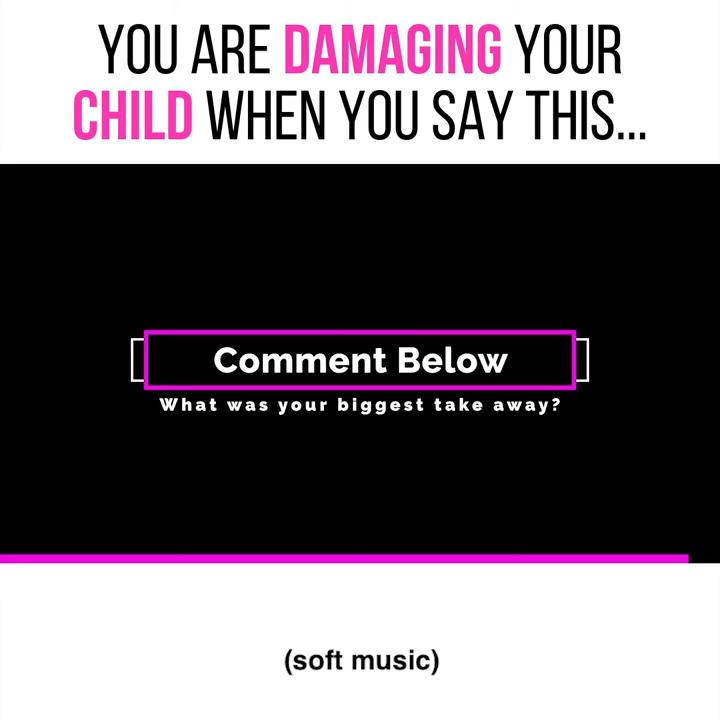 YOU ARE DAMAGING YOUR
CHILD WHEN YOU SAY THIS...
Comment Below
What was your biggest take away?
(soft music)